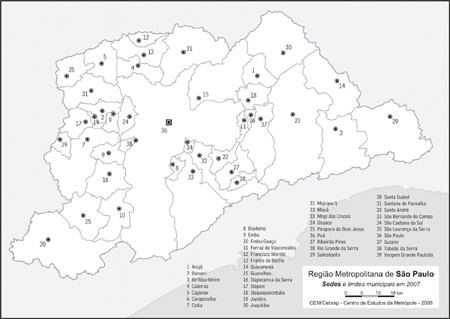 12
13
21
30
5
4
25
1
14
31
15
18
2
6
17
19
36
11
26
37
23
29
3
39
7
38
34
9
32
22
8
33
27
16
28
35
10
20
1 Arujá
2 Barueri
3 Biritiba-Mirim
4 Caieiras
5 Cajamar
6 Carapicuíba
7 Cotia
8 Diadema
9 Embu
10 Embu-Guaçu
11 Ferraz de Vasconcelos
12 Francisco Morato
13 Franco da Rocha
14 Guararema
15 Guarulhos
16 Itapecerica da Serra
17 Itapevi
18 Itaquaquecetuba
19 Jandira
20 Juquitiba
21 Mairiporã
22 Mauá
23 Mogi das Cruzes
24 Osasco
25 Pirapora do Bom Jesus
26 Poá
27 Ribeirão Pires
28 Rio Grande da Serra
29 Salesópolis
30 Santa Isabel
31 Santana de Parnaíba
32 Santo André
33 São Bernardo do Campo
34 São Caetano do Sul
35 São Lourenço da Serra
36 São Paulo
37 Suzano
38 Taboão da Serra
39 Vargem Grande Paulista
Região Metropolitana de São Paulo
Sedes e limites municipais em 2007
0 6 12 18 km
CEM/Cebrap - Centro de Estudos da Metrópole - 2008